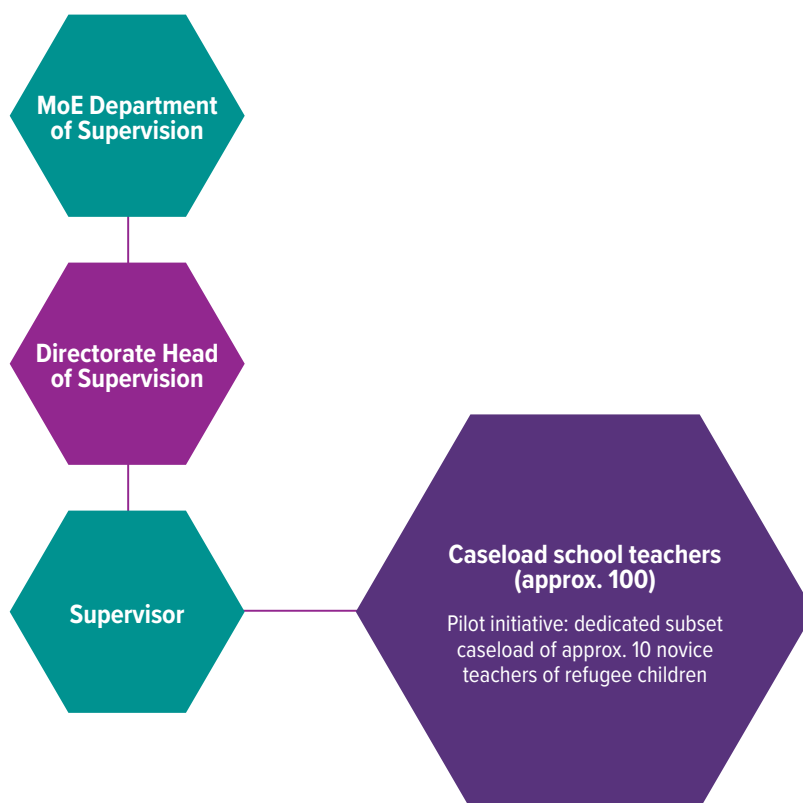 MoE Department
of Supervision
Directorate Head
of Supervision
Supervisor
Caseload school teachers
(approx. 100)
Pilot initiative: dedicated subset
caseload of approx. 10 novice
teachers of refugee children